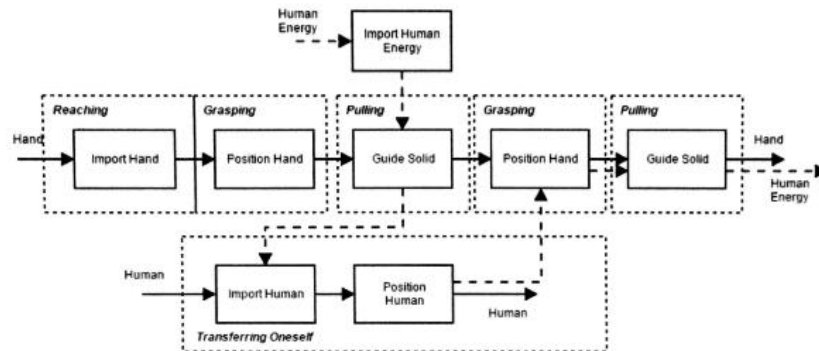 Human
Energy
Import Human
Energy
Reaching
Grasping
Pulling
Grasping
Pulling
Hand
Import Hand
Position Hand
Guide Solid
Position Hand
Guide Solid
Hand
Human
Energy
Human
Import Human
Position
Human
Human
Transferring Oneself